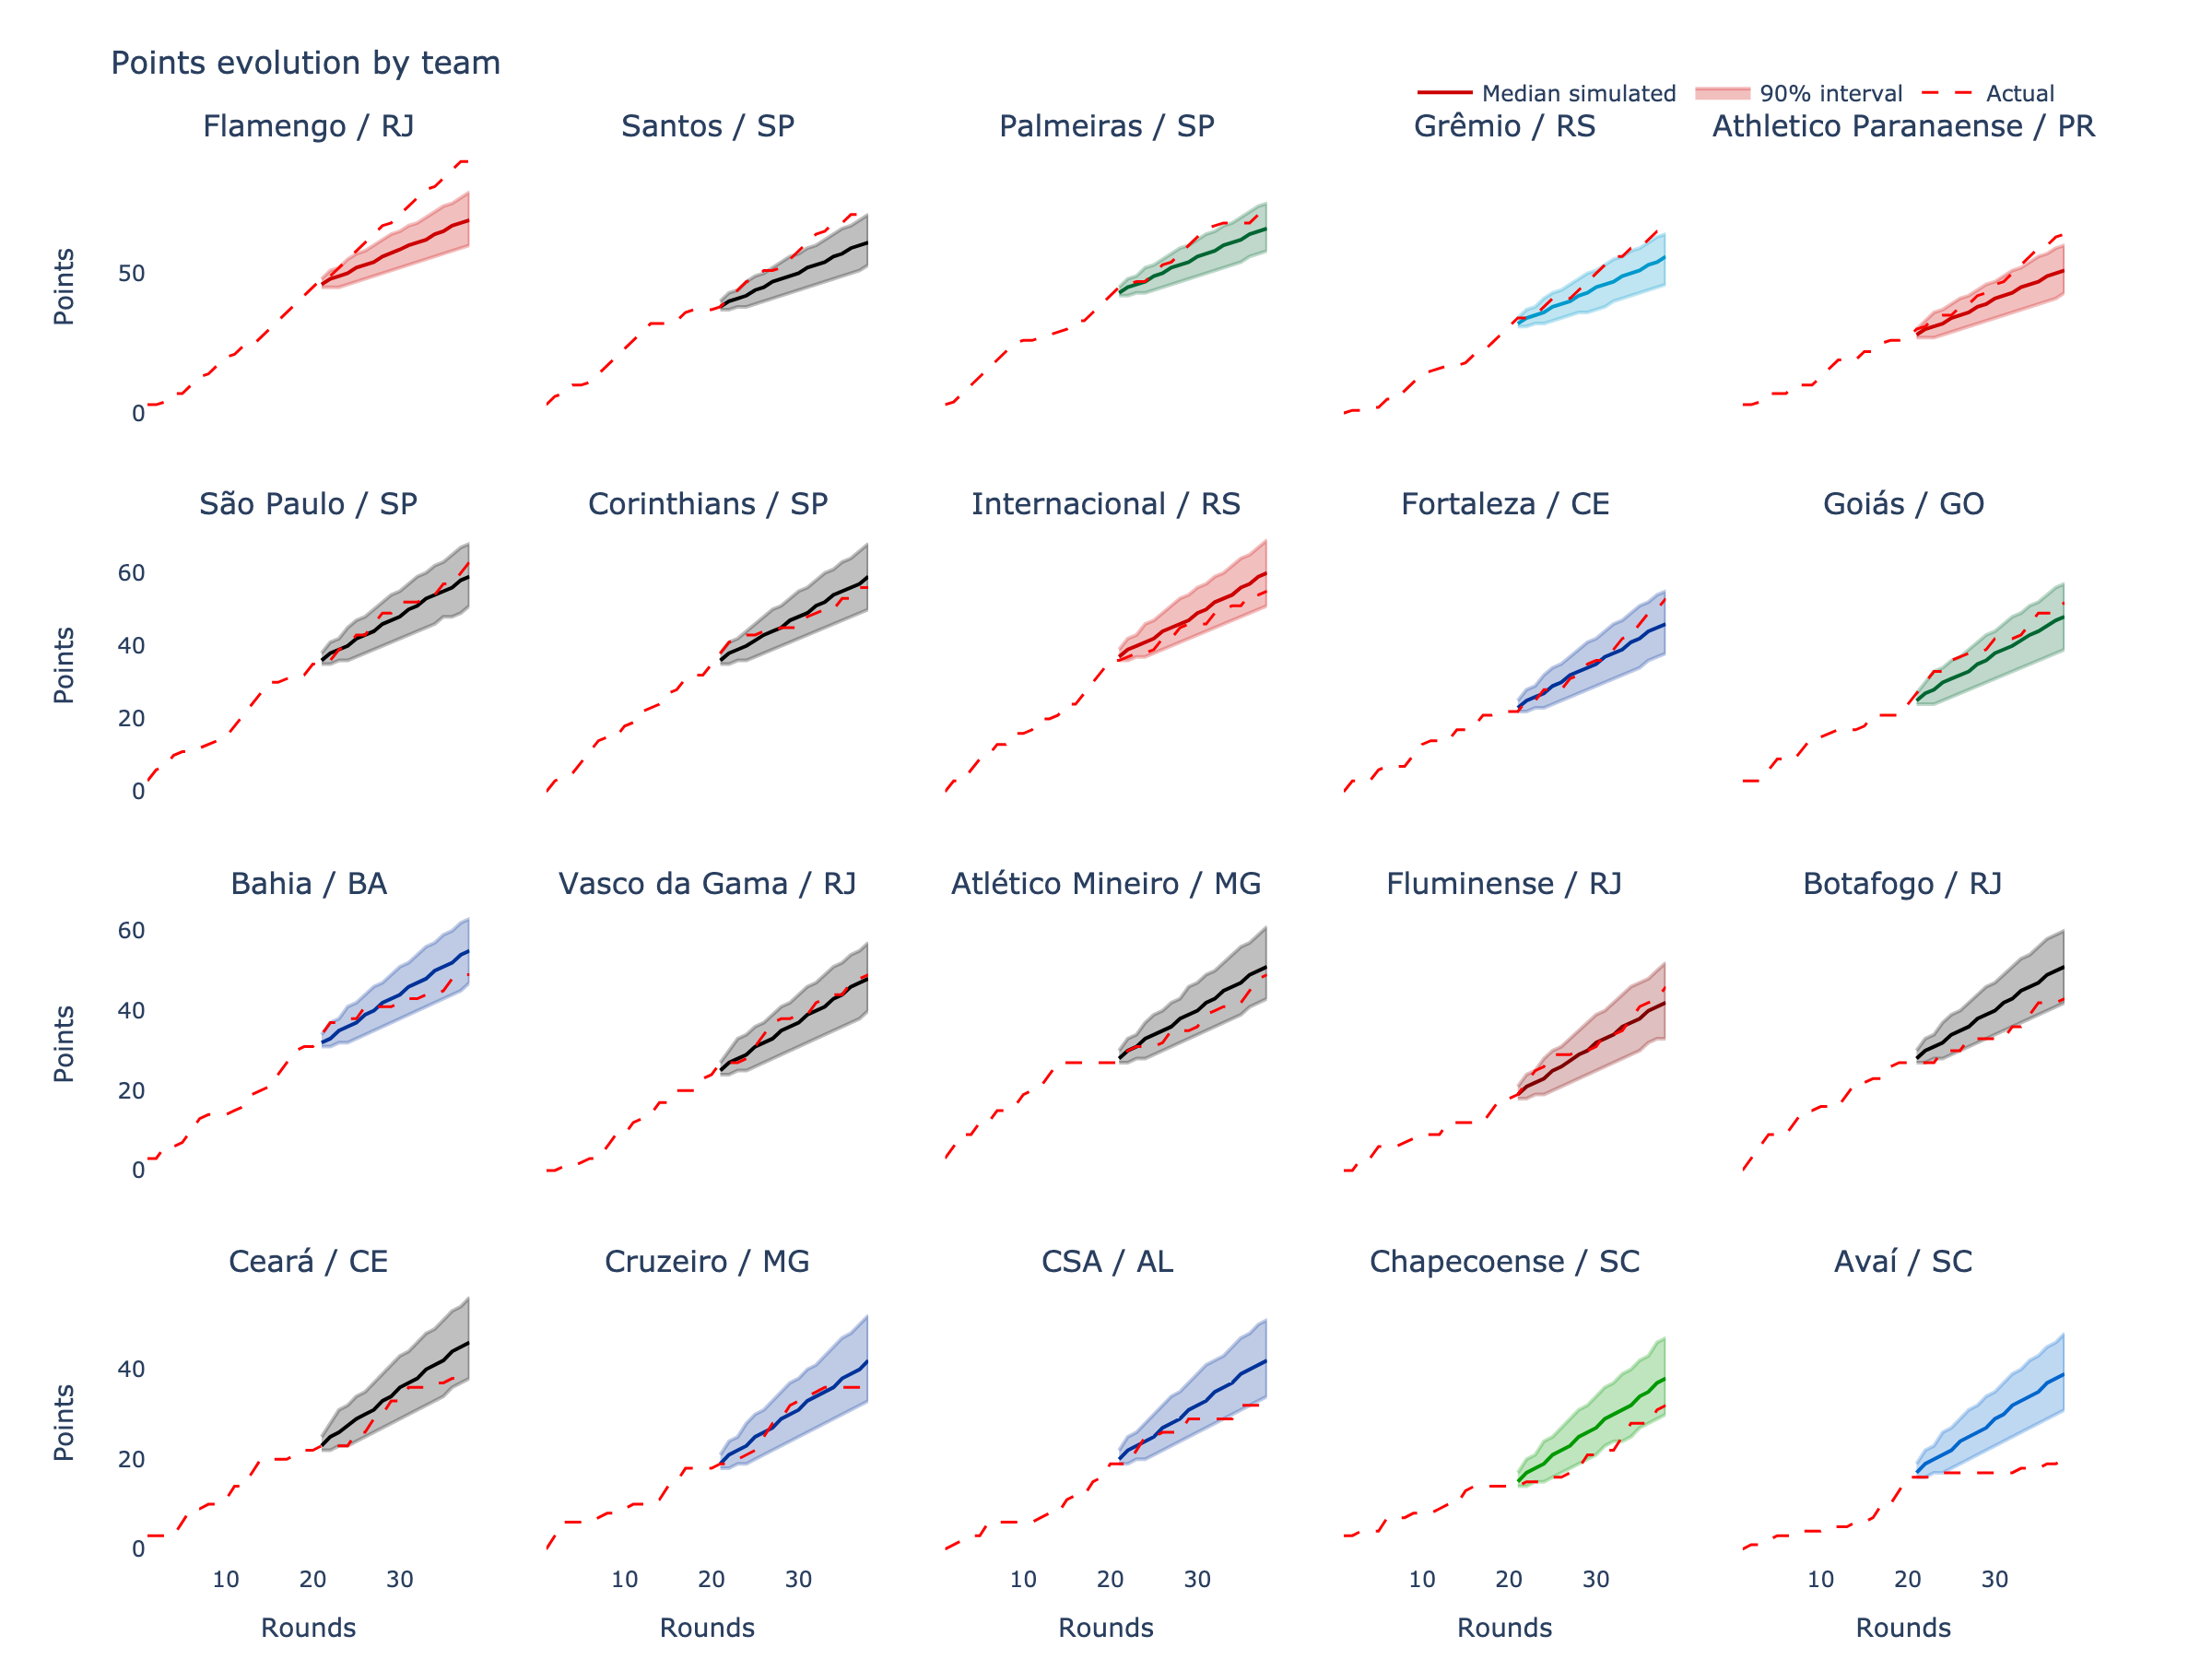 Points evolution by team
Median simulated 90% interval Actual
Flamengo / RJ Santos / SP Palmeiras / SP Grêmio / RS Athletico Paranaense / PR
Points
50
0
São Paulo / SP Corinthians / SP Internacional / RS Fortaleza / CE Goiás / GO
Points
60
40
20
0
Bahia / BA Vasco da Gama / RJ Atlético Mineiro / MG Fluminense / RJ Botafogo / RJ
Points
60
40
20
0
Ceará / CE Cruzeiro / MG CSA / AL Chapecoense / SC Avaí / SC
Points
40
20
0
10 20 30 10 20 30 10 20 30 10 20 30 10 20 30
Rounds Rounds Rounds Rounds Rounds